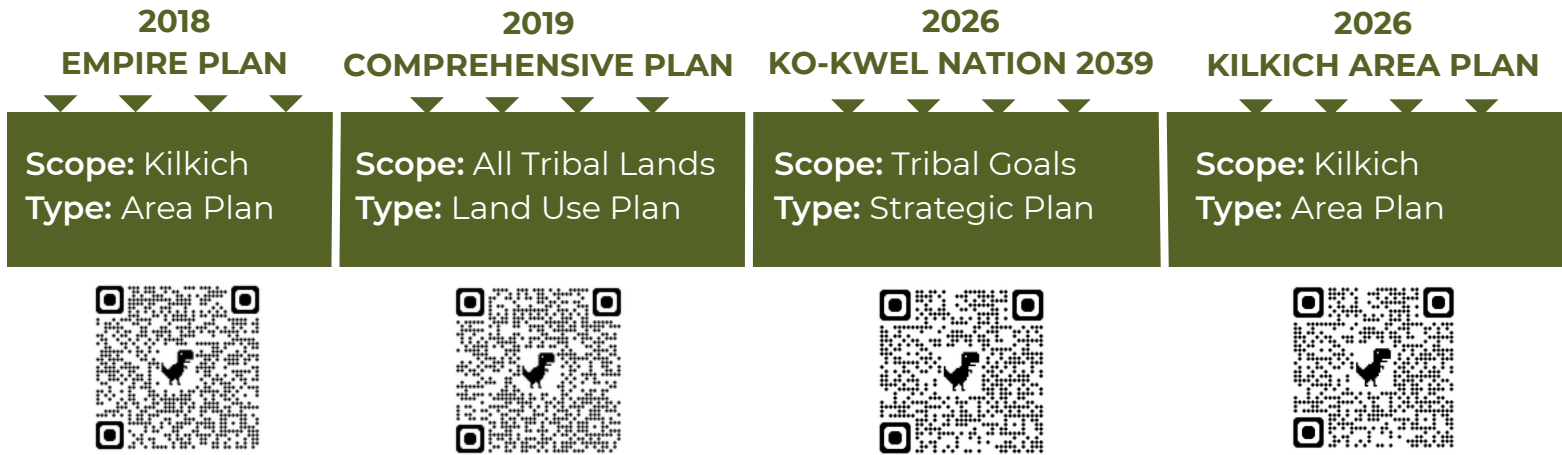 2018
EMPIRE PLAN
Scope: Kilkich
Type: Area Plan
2019
COMPREHENSIVE PLAN
Scope: All Tribal Lands
Type: Land Use Plan
2026
KO-KWEL NATION 2039
Scope: Tribal Goals
Type: Strategic Plan
2026
KILKICH AREA PLAN
Scope: Kilkich
Type: Area Plan